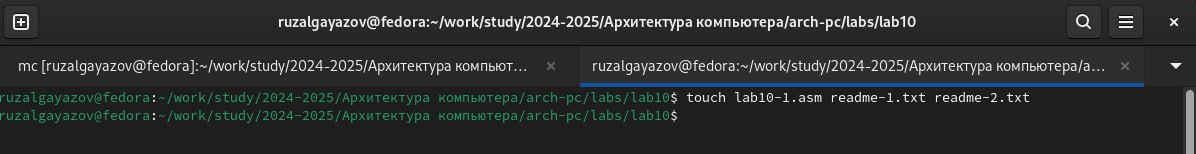 ruzalgayazov@fedora:~/work/study/2024-2025/Архитектура компьютера/arch-pc/labs/lab10
mc [ruzalgayazov@fedora]:~/work/study/2024-2025/Архитектура компьют...
ruzalgayazov@fedora:~/work/study/2024-2025/Архитектура компьютера/a...
ruzalgayazov@fedora:~/work/study/2024-2025/Архитектура компьютера/arch-pc/labs/lab10$ touch lab10-1.asm readme-1.txt readme-2.txt
ruzalgayazov@fedora:~/work/study/2024-2025/Архитектура компьютера/arch-pc/labs/lab10$